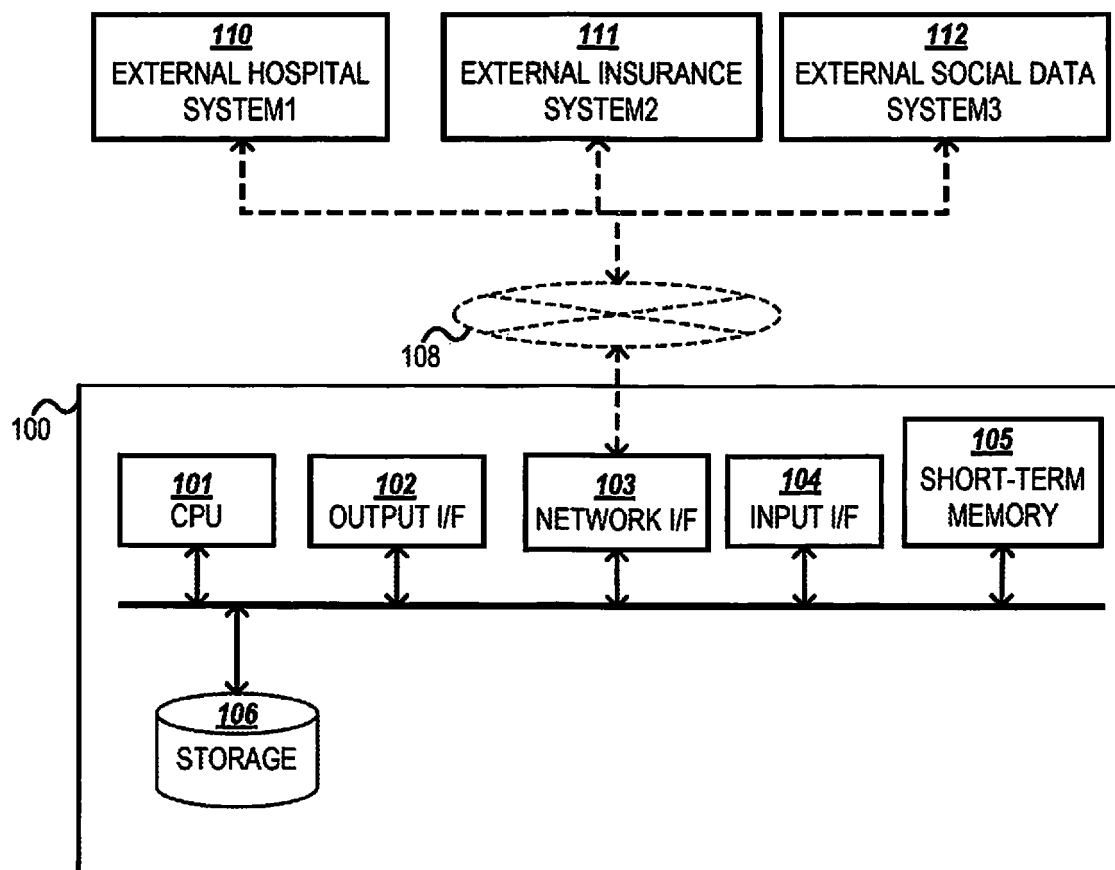 110
EXTERNAL HOSPITAL
SYSTEM1
111
EXTERNAL INSURANCE
SYSTEM2
112
EXTERNAL SOCIAL DATA
SYSTEM3
108
100
101
CPU
102
OUTPUT I/F
103
NETWORK I/F
104
INPUT I/F
105
SHORT-TERM
MEMORY
106
STORAGE